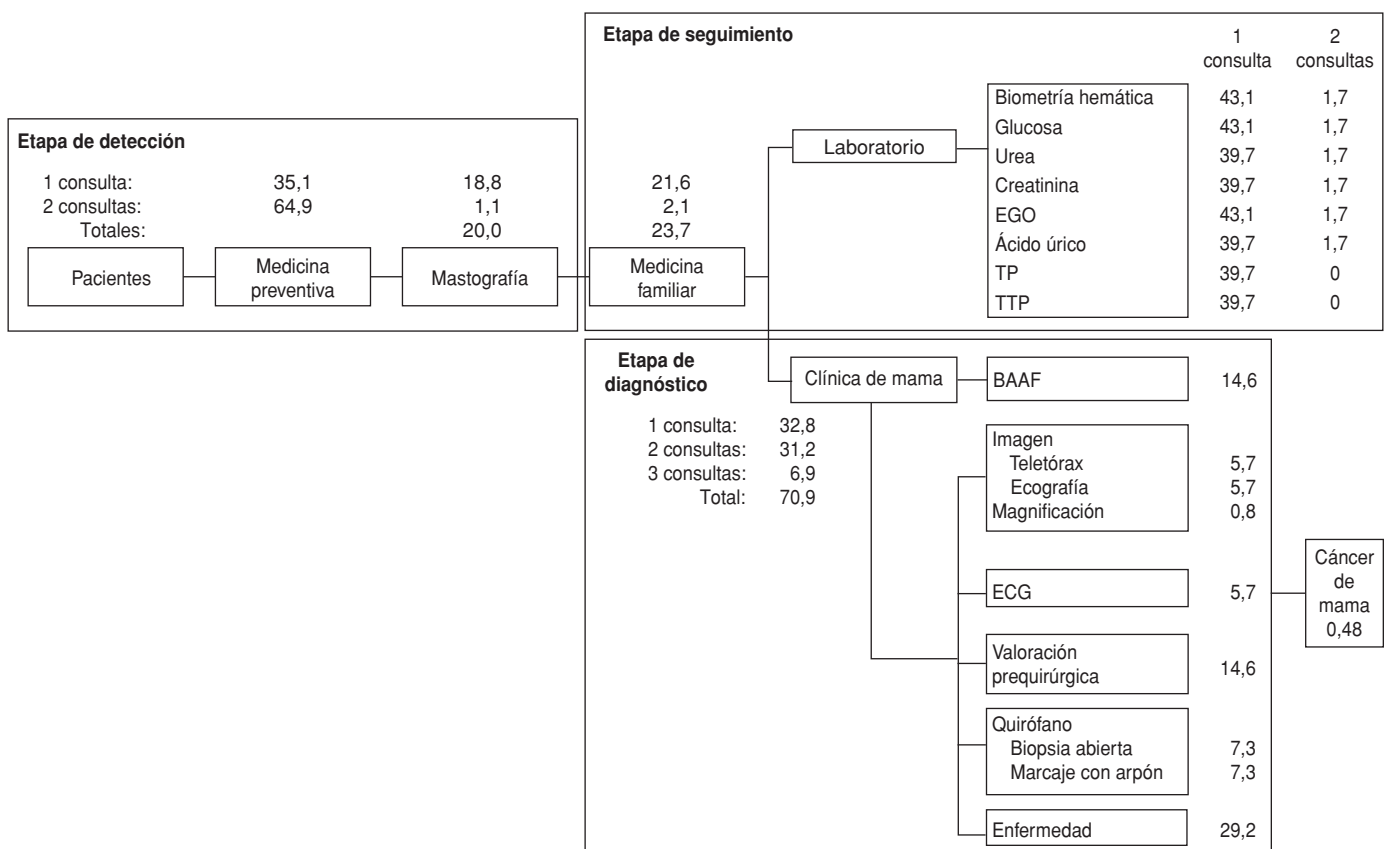 Etapa de detección
1 consulta: 35,1 18,8
2 consultas: 64,9 1,1
Totales: 20,0
Pacientes
Medicina
preventiva
Mastografía
Etapa de seguimiento
1
consulta
2
consultas
21,6
2,1
23,7
Medicina
familiar
Laboratorio
Biometría hemática 43,1 1,7
Glucosa 43,1 1,7
Urea 39,7 1,7
Creatinina 39,7 1,7
EGO 43,1 1,7
Ácido úrico 39,7 1,7
TP 39,7 0
TTP 39,7 0
Etapa de
diagnóstico
1 consulta: 32,8
2 consultas: 31,2
3 consultas: 6,9
Total: 70,9
Clínica de mama
BAAF 14,6
Imagen
Teletórax 5,7
Ecografía 5,7
Magnificación 0,8
ECG 5,7
Valoración
prequirúrgica 14,6
Quirófano
Biopsia abierta 7,3
Marcaje con arpón 7,3
Enfermedad 29,2
Cáncer
de
mama
0,48